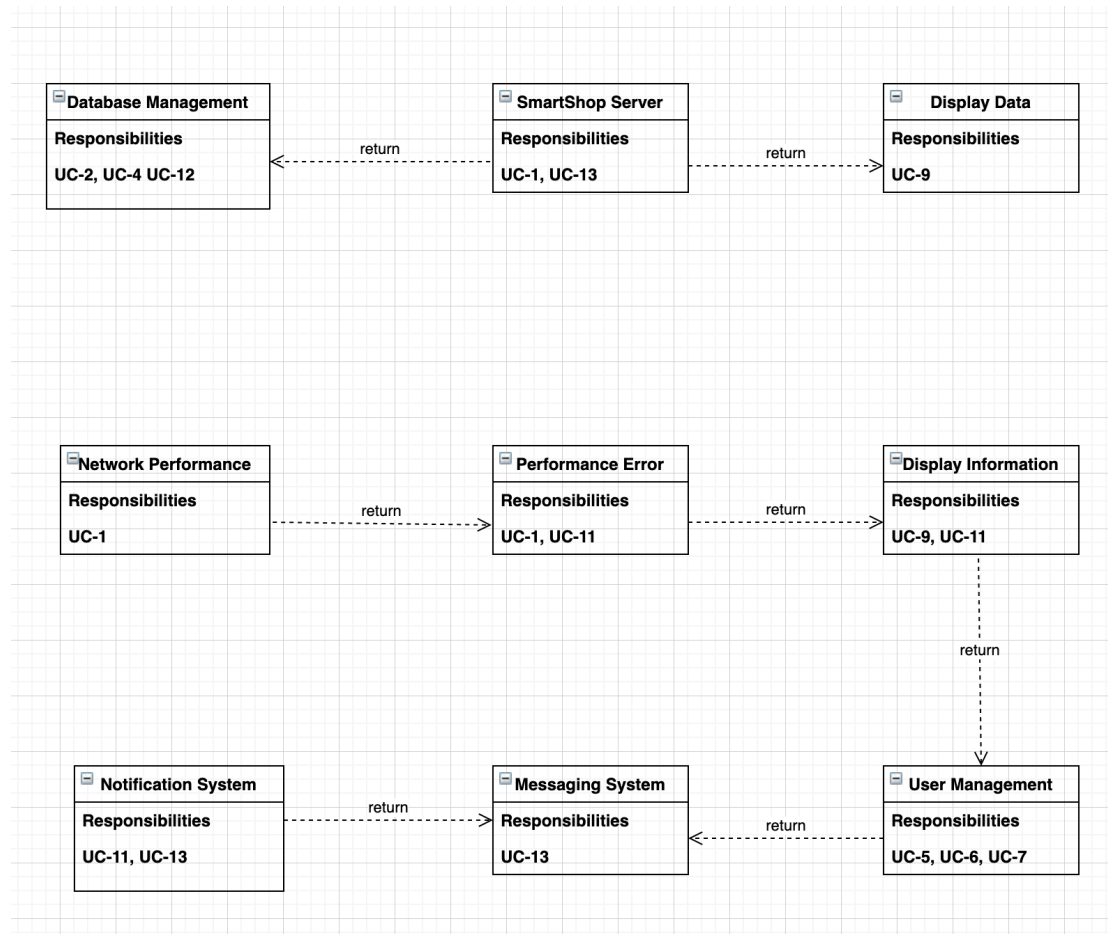 Database Management
Responsibilities
UC-2, UC-4 UC-12
return
SmartShop Server
Responsibilities
UC-1, UC-13
return
Display Data
Responsibilities
UC-9
Network Performance
Responsibilities
UC-1
return
Performance Error
Responsibilities
UC-1, UC-11
return
Display Information
Responsibilities
UC-9, UC-11
return
Notification System
Responsibilities
UC-11, UC-13
return
Messaging System
Responsibilities
UC-13
return
User Management
Responsibilities
UC-5, UC-6, UC-7